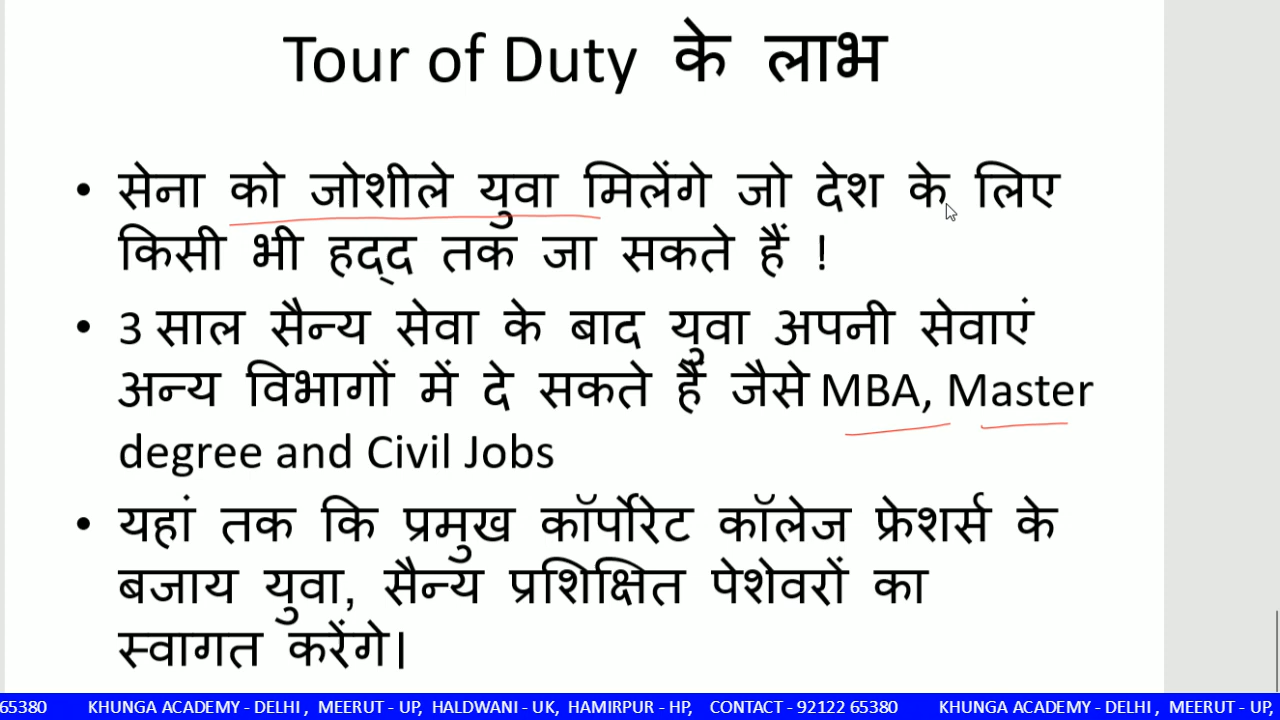 Tour of Duty के लाभ
• सेना को जोशीले युवा मिलेंगे जो देश के लिए
किसी भी हद्द तक जा सकते हैं !
• 3 साल सैन्य सेवा के बाद युवा अपनी सेवाएं
अन्य विभागों में दे सकते हैं जैसे MBA, Master
degree and Civil Jobs
• यहां तक कि प्रमुख कॉर्पोरेट कॉलेज फ्रेशर्स के
बजाय युवा, सैन्य प्रशिक्षित पेशेवरों का
स्वागत करेंगे।
65380 KHUNGA ACADEMY - DELHI , MEERUT - UP, HALDWANI - UK, HAMIRPUR - HP, CONTACT - 92122 65380 KHUNGA ACADEMY - DELHI , MEERUT - UP,